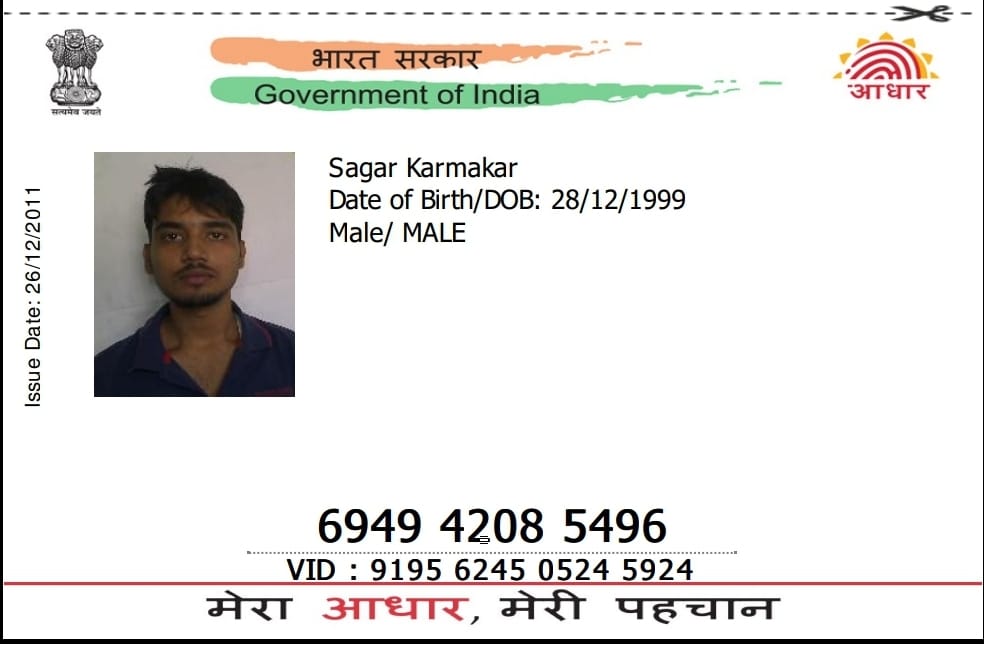 भारत सरकार
Government of India
सत्यमेव जयते
आधार
Issue Date: 26/12/2011
Sagar Karmakar
Date of Birth/DOB: 28/12/1999
Male/ MALE
6949 4208 5496
VID : 9195 6245 0524 5924
मेरा आधार, मेरी पहचान